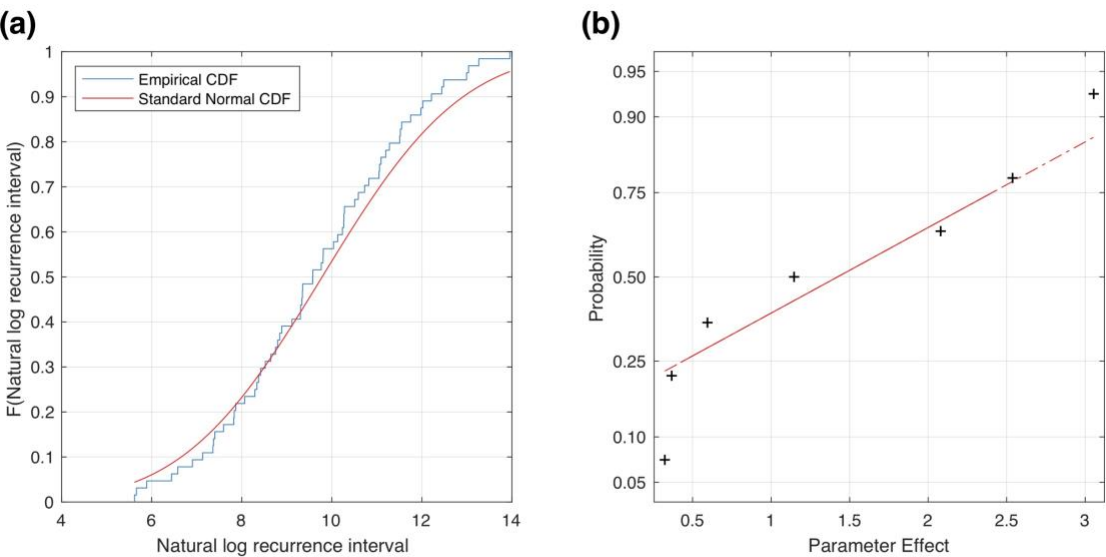 (a)
1
0.9
0.8
0.7
0.6
0.5
0.4
0.3
0.2
0.1
0
F(Natural log recurrence interval)
Empirical CDF
Standard Normal CDF
4 6 8 10 12 14
Natural log recurrence interval
(b)
0.95
0.90
0.75
0.50
0.25
0.10
0.05
Probability
0.5 1 1.5 2 2.5 3
Parameter Effect